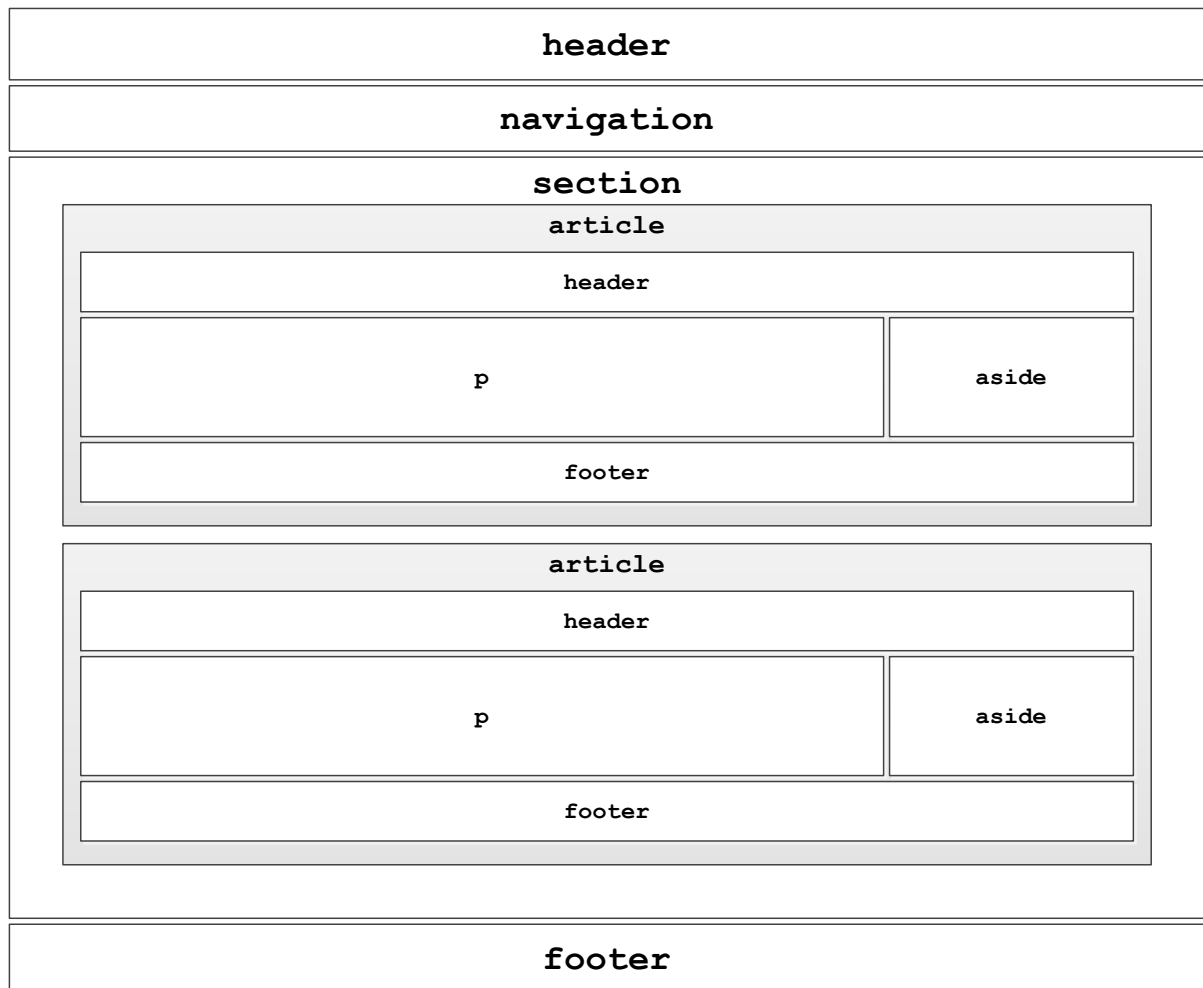 header
navigation
section
article
header
p
aside
footer
article
header
p
aside
footer
footer